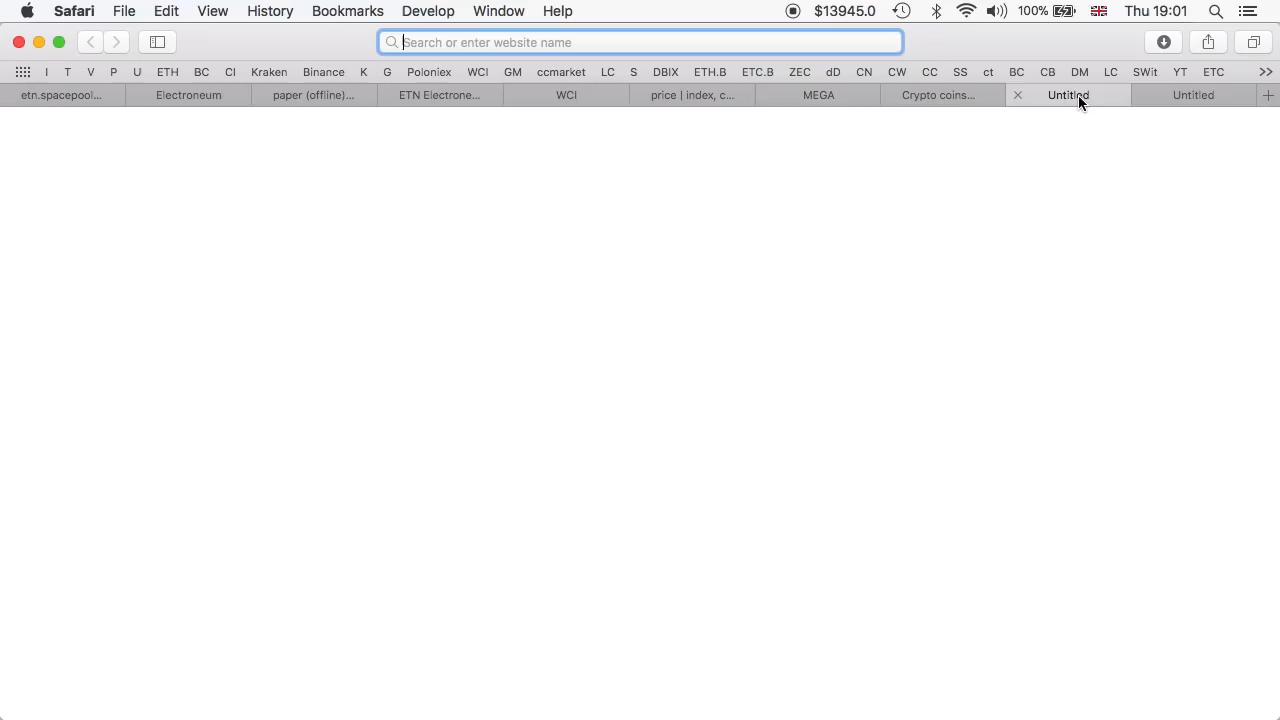 Safari File Edit View History Bookmarks Develop Window Help $13945.0 100% Thu 19:01
Search or enter website name
I T V P U ETH BC CI Kraken Binance K G Poloniex WCI GM ccmarket LC S DBIX ETH.B ETC.B ZEC dD CN CW CC SS ct BC CB DM LC SWit YT ETC >>
etn.spacepool... Electroneum paper (offline)... ETN Electrone... WCI price | index, c... MEGA Crypto coins... Untitled Untitled